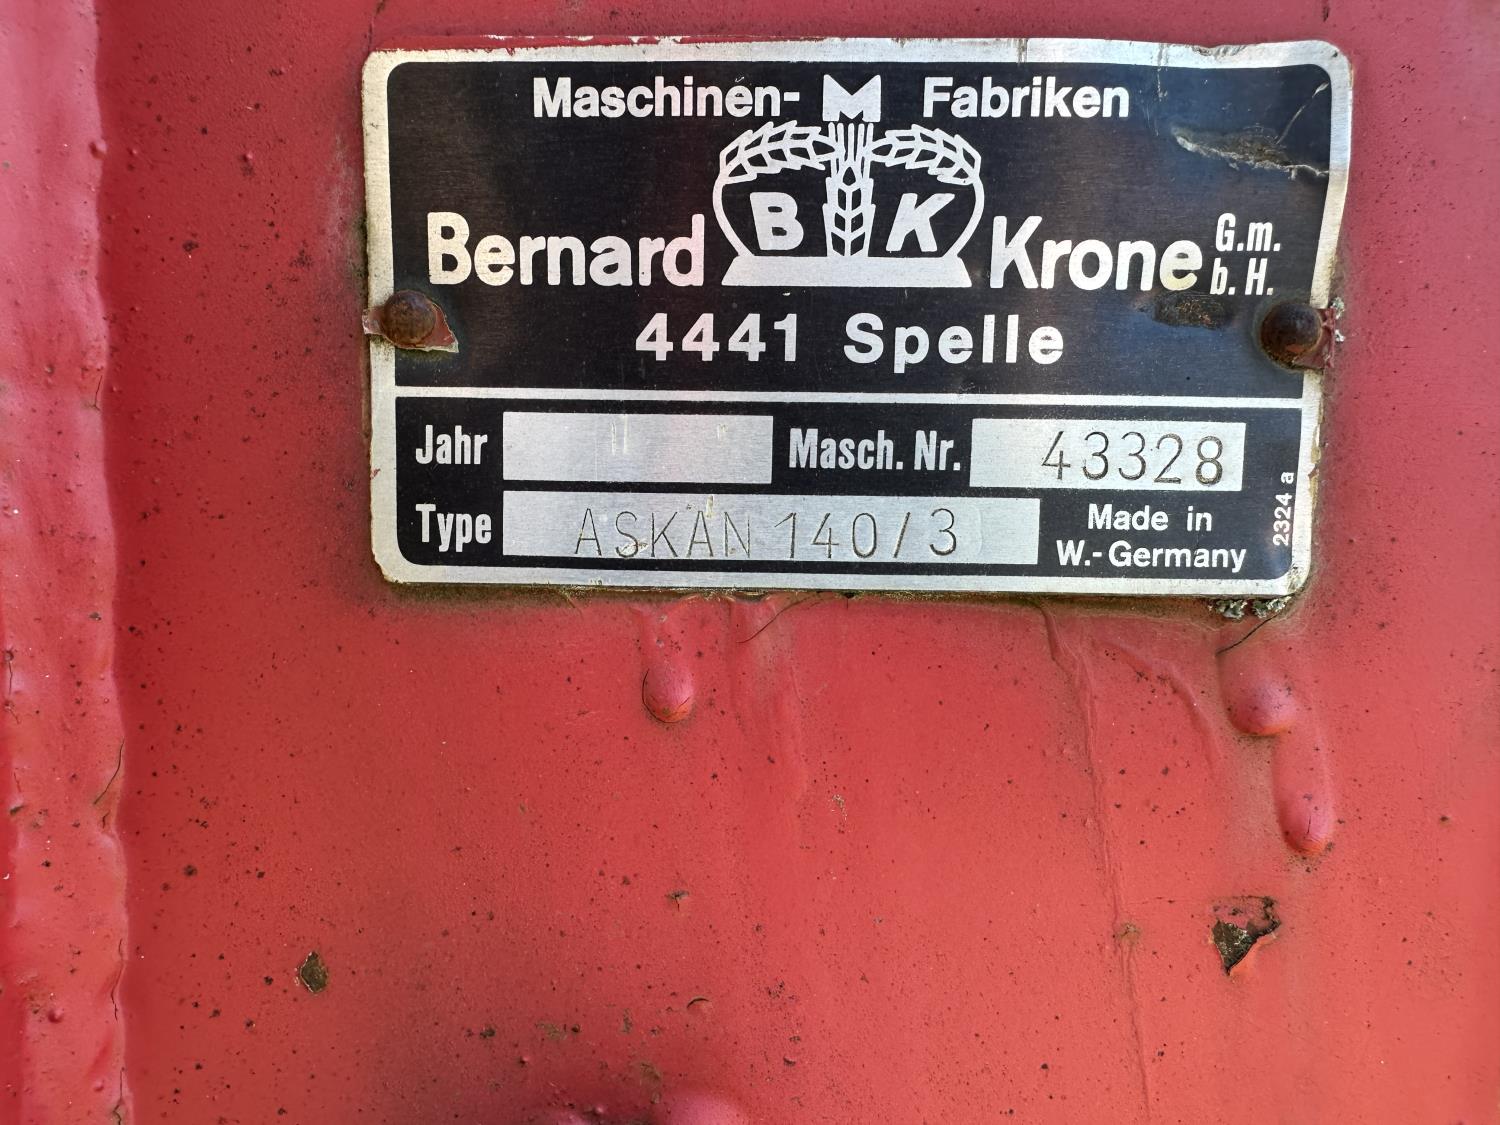 Maschinen- M Fabriken
Bernard B K Krone G.m.
b.H.
4441 Spelle
Jahr Masch. Nr. 43328
Type ASKAN 140/3 Made in
W.-Germany
2324 a